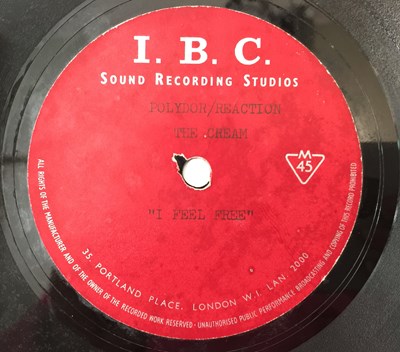 I. B. C.
SOUND RECORDING STUDIOS
POLYDOR/REACTION
THE CREAM
M
45
"I FEEL FREE"
35, PORTLAND PLACE, LONDON W.1. LAN. 2000
ALL RIGHTS OF THE MANUFACTURER AND OF THE OWNER OF THE RECORDED WORK RESERVED · UNAUTHORISED PUBLIC PERFORMANCE BROADCASTING AND COPYING OF THIS RECORD PROHIBITED